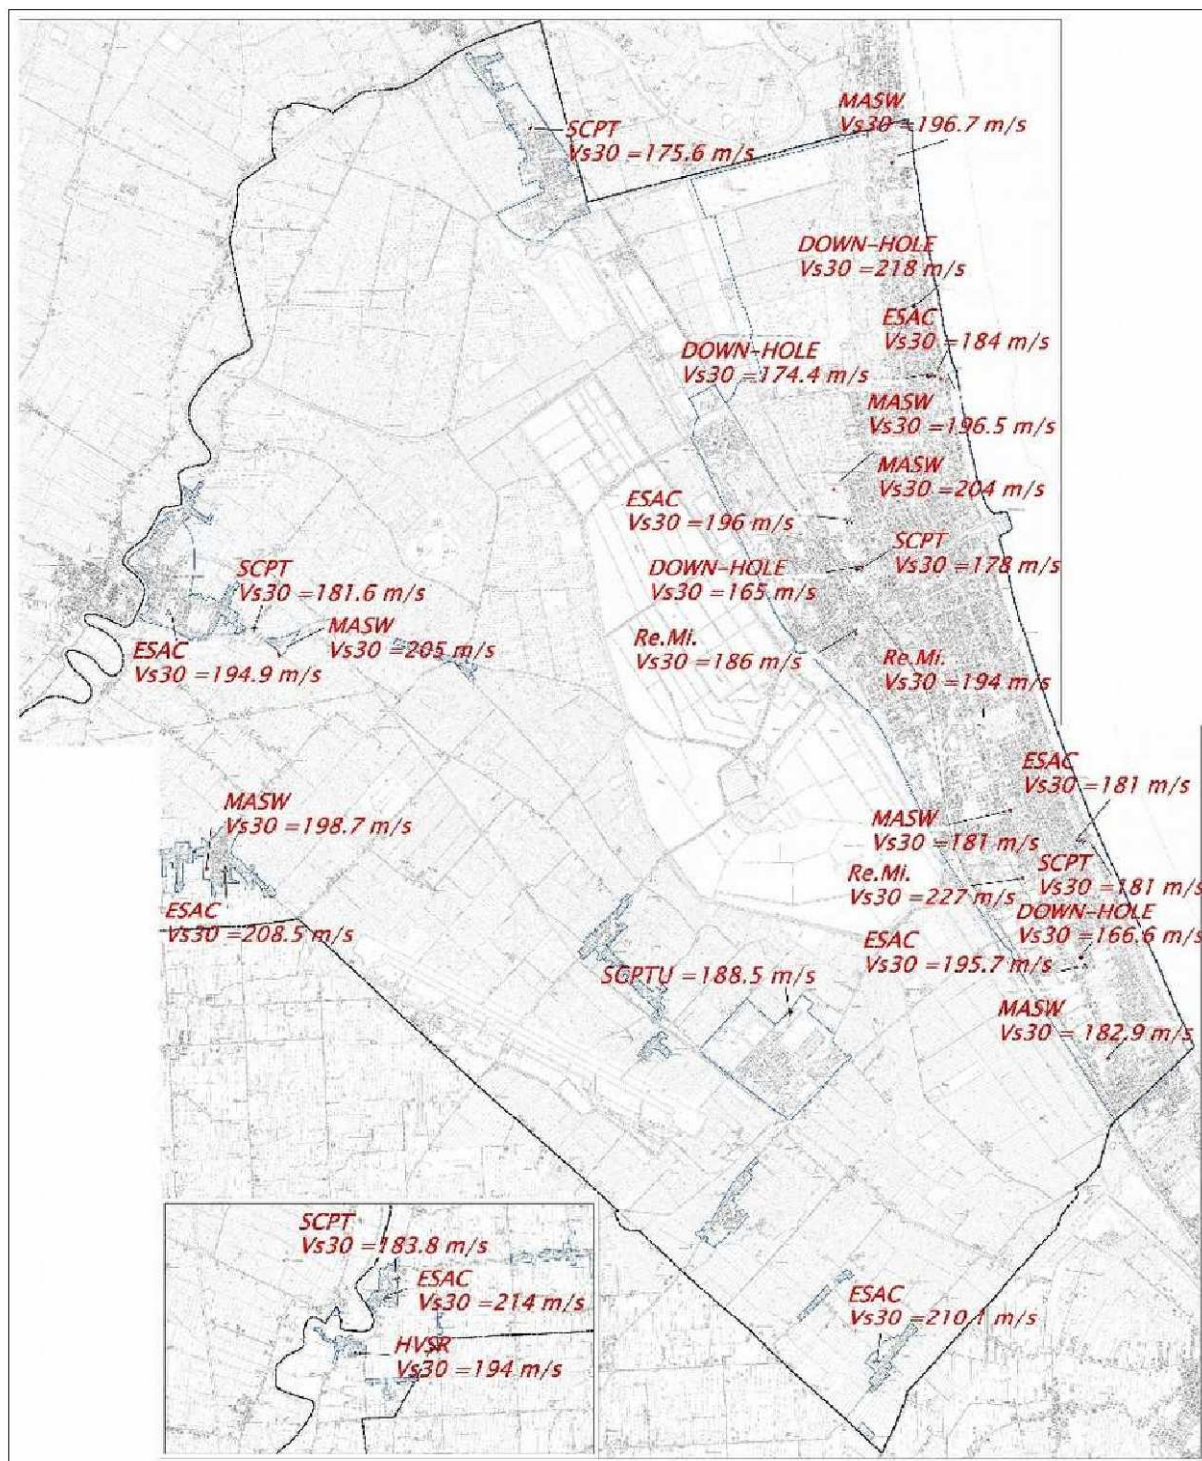 MASW
Vs30 =196.7 m/s
SCPT
Vs30 =175.6 m/s
DOWN-HOLE
Vs30 =218 m/s
ESAC
Vs30 =184 m/s
DOWN-HOLE
Vs30 =174.4 m/s
MASW
Vs30 =196.5 m/s
MASW
Vs30 =204 m/s
ESAC
Vs30 =196 m/s
SCPT
Vs30 =178 m/s
DOWN-HOLE
Vs30 =165 m/s
SCPT
Vs30 =181.6 m/s
MASW
Vs30 =205 m/s
ESAC
Vs30 =194.9 m/s
Re.Mi.
Vs30 =186 m/s
Re.Mi.
Vs30 =194 m/s
ESAC
Vs30 =181 m/s
MASW
Vs30 =198.7 m/s
MASW
Vs30 =181 m/s
SCPT
Vs30 =181 m/s
Re.Mi.
Vs30 =227 m/s
ESAC
Vs30 =208.5 m/s
DOWN-HOLE
Vs30 =166.6 m/s
ESAC
Vs30 =195.7 m/s
SCPTU =188.5 m/s
MASW
Vs30 =182.9 m/s
SCPT
Vs30 =183.8 m/s
ESAC
Vs30 =214 m/s
HVSR
Vs30 =194 m/s
ESAC
Vs30 =210.1 m/s